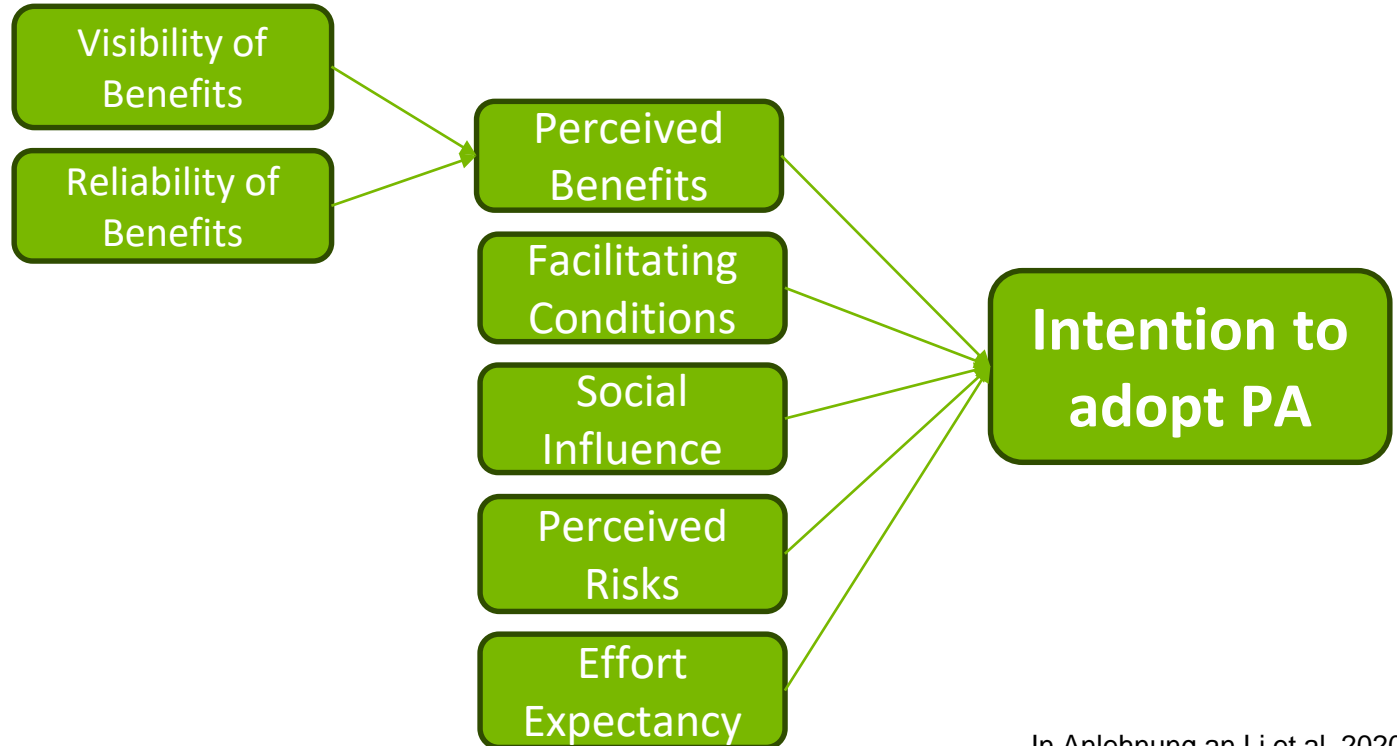 Visibility of
Benefits
Reliability of
Benefits
Perceived
Benefits
Facilitating
Conditions
Social
Influence
Perceived
Risks
Effort
Expectancy
Intention to
adopt PA
In Anlehnung an Li et al. 2020